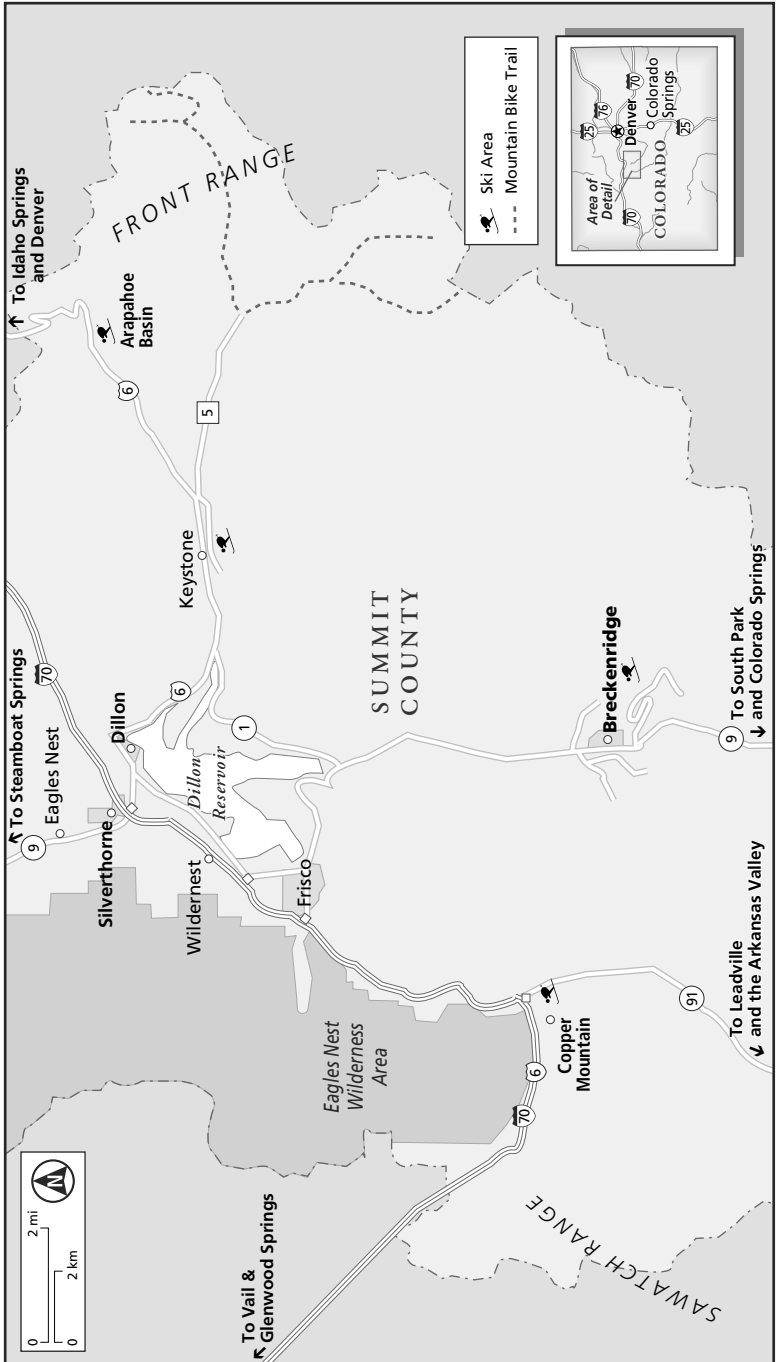 0
2 mi
0
2 km
N
To Steamboat Springs
9
Eagles Nest
Silverthorne
70
To Idaho Springs
and Denver
FRONT RANGE
6
Arapahoe
Basin
5
Dillon
6
Wildernest
Keystone
Dillon
Reservoir
1
Frisco
To Vail &
Glenwood Springs
Eagles Nest
Wilderness
Area
SUMMIT
COUNTY
70
6
Copper
Mountain
SAWATCH RANGE
91
Breckenridge
To Leadville
and the Arkansas Valley
9
To South Park
and Colorado Springs
Ski Area
Mountain Bike Trail
Area of
Detail
25
76
70
Denver
70
Colorado
Springs
25
COLORADO